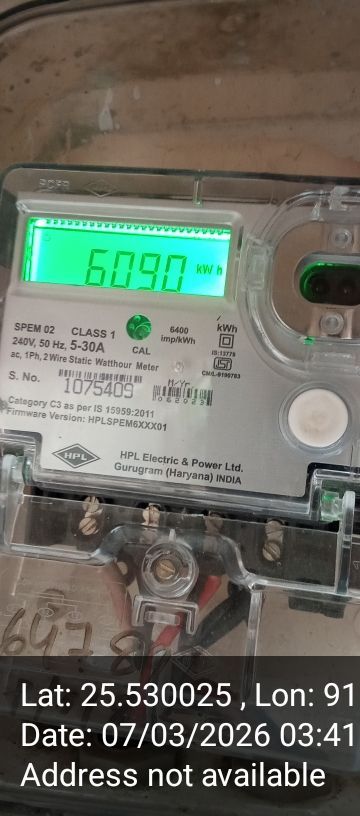 6090 kWh
SPEM 02 CLASS 1 6400 imp/kWh kWh
240V, 50 Hz, 5-30A CAL
ac, 1Ph, 2 Wire Static Watthour Meter
IS:13779
S. No. 1075409 M/Yr 062023
CM/L-9100783
Category C3 as per IS 15959:2011
Firmware Version: HPLSPEM6XXX01
HPL
HPL Electric & Power Ltd.
Gurugram (Haryana) INDIA
Lat: 25.530025 , Lon: 91
Date: 07/03/2026 03:41
Address not available